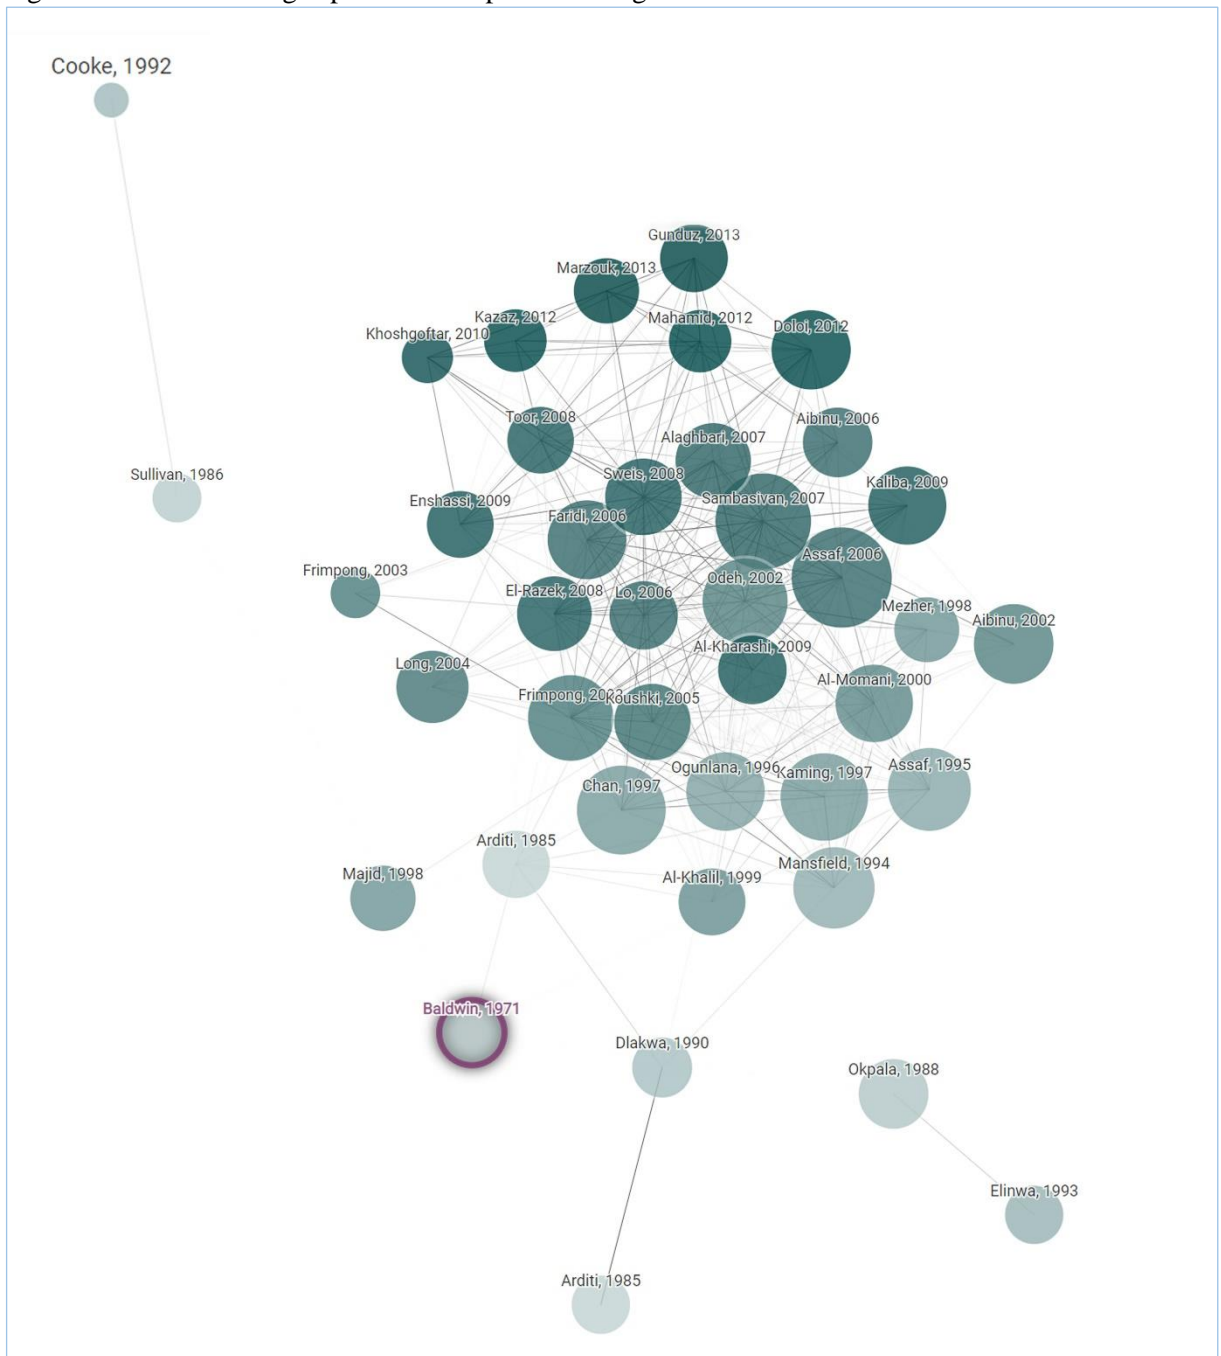 Cooke, 1992
Gunduz, 2013
Marzouk, 2013
Kazaz, 2012
Mahamid, 2012
Doloi, 2012
Khoshgoftar, 2010
Toor, 2008
Aibinu, 2006
Alaghbari, 2007
Sullivan, 1986
Sweis, 2008
Kaliba, 2009
Enshassi, 2009
Sambasivan, 2007
Faridi, 2006
Assaf, 2006
Frimpong, 2003
Odeh, 2002
El-Razek, 2008
Lo, 2006
Mezher, 1998
Aibinu, 2002
Al-Kharashi, 2009
Long, 2004
Al-Momani, 2000
Frimpong,
Koushki, 2005
Ogunlana, 1996
Kaming, 1997
Assaf, 1995
Chan, 1997
Arditi, 1985
Mansfield, 1994
Majid, 1998
Al-Khalil, 1999
Baldwin, 1971
Dlakwa, 1990
Okpala, 1988
Elinwa, 1993
Arditi, 1985